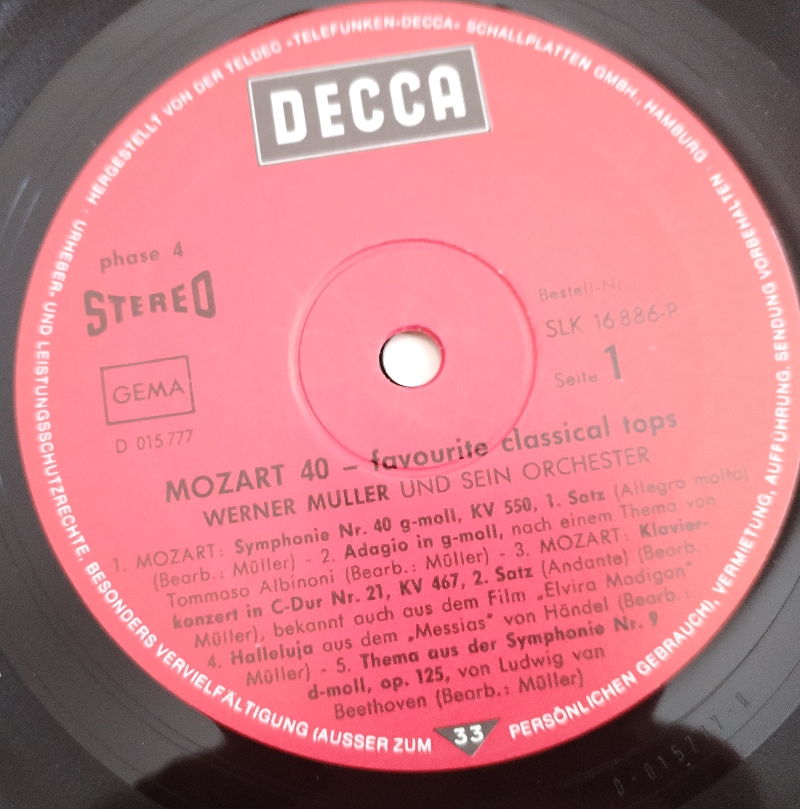 · URHEBER- UND LEISTUNGSSCHUTZRECHTE, BESONDERS VERVIELFÄLTIGUNG (AUSSER ZUM PERSÖNLICHEN GEBRAUCH), VERMIETUNG, AUFFÜHRUNG, SENDUNG VORBEHALTEN · HERGESTELLT VON DER TELDEC »TELEFUNKEN-DECCA« SCHALLPLATTEN GMBH., HAMBURG ·
DECCA
phase 4
STEREO
Bestell-Nr.
SLK 16 886-P
Seite 1
GEMA
D 015 777
MOZART 40 – favourite classical tops
WERNER MULLER UND SEIN ORCHESTER
1. MOZART: Symphonie Nr. 40 g-moll, KV 550, 1. Satz (Allegro molto)
(Bearb.: Müller) - 2. Adagio in g-moll, nach einem Thema von
Tommaso Albinoni (Bearb.: Müller) - 3. MOZART: Klavier-
konzert in C-Dur Nr. 21, KV 467, 2. Satz (Andante) (Bearb.:
Müller), bekannt auch aus dem Film „Elvira Madigan"
4. Halleluja aus dem „Messias" von Händel (Bearb.:
Müller) - 5. Thema aus der Symphonie Nr. 9
d-moll, op. 125, von Ludwig van
Beethoven (Bearb.: Müller)
33